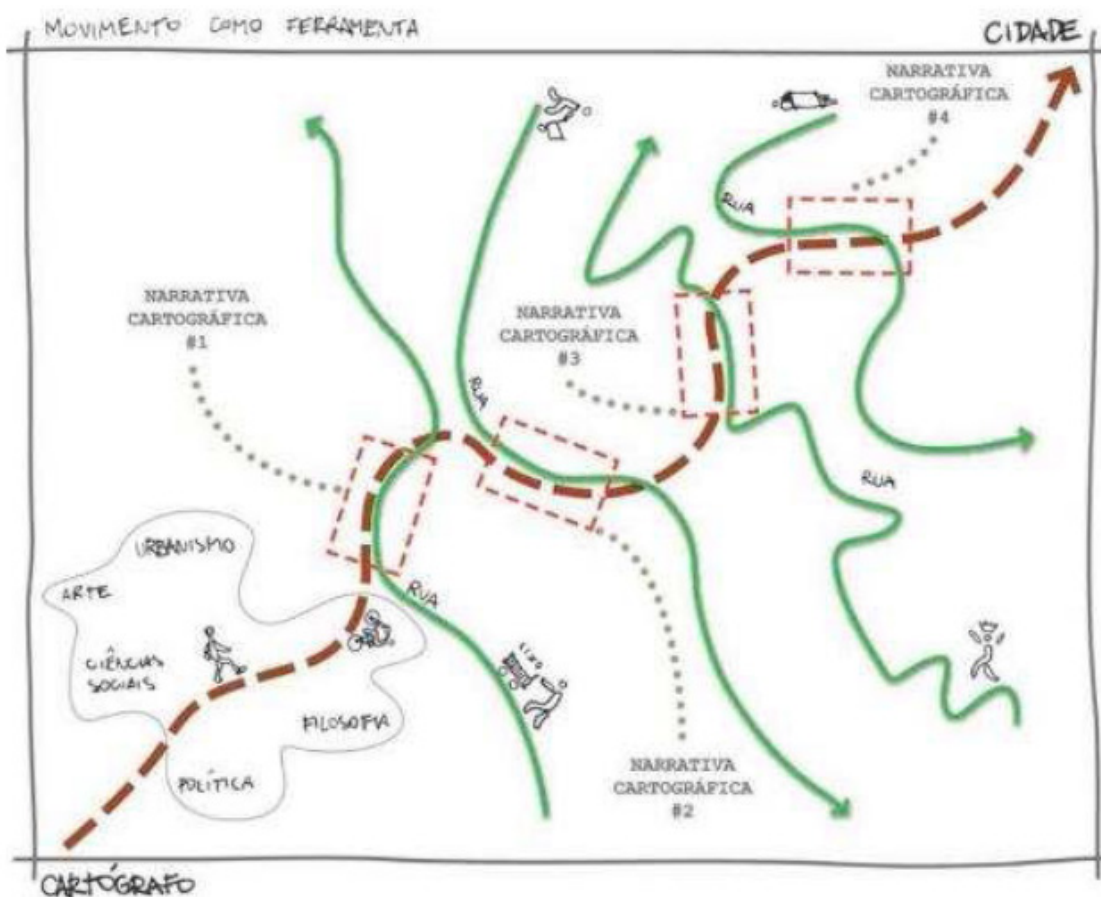 MOVIMENTO COMO FERRAMENTA
CIDADE
NARRATIVA
CARTOGRÁFICA
#4
RUA
NARRATIVA
CARTOGRÁFICA
#1
NARRATIVA
CARTOGRÁFICA
#3
RUA
RUA
URBANISMO
ARTE
RUA
CIÊNCIAS
SOCIAIS
LIXO
FILOSOFIA
POLÍTICA
NARRATIVA
CARTOGRÁFICA
#2
CARTÓGRAFO